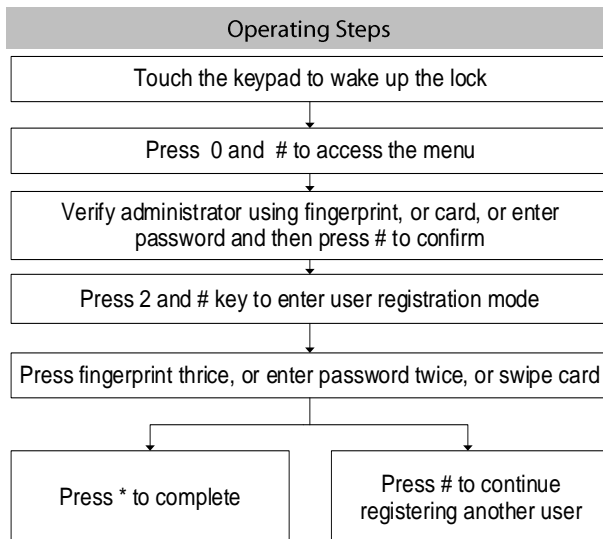 Operating Steps
Touch the keypad to wake up the lock
Press 0 and # to access the menu
Verify administrator using fingerprint, or card, or enter
password and then press # to confirm
Press 2 and # key to enter user registration mode
Press fingerprint thrice, or enter password twice, or swipe card
Press * to complete
Press # to continue
registering another user